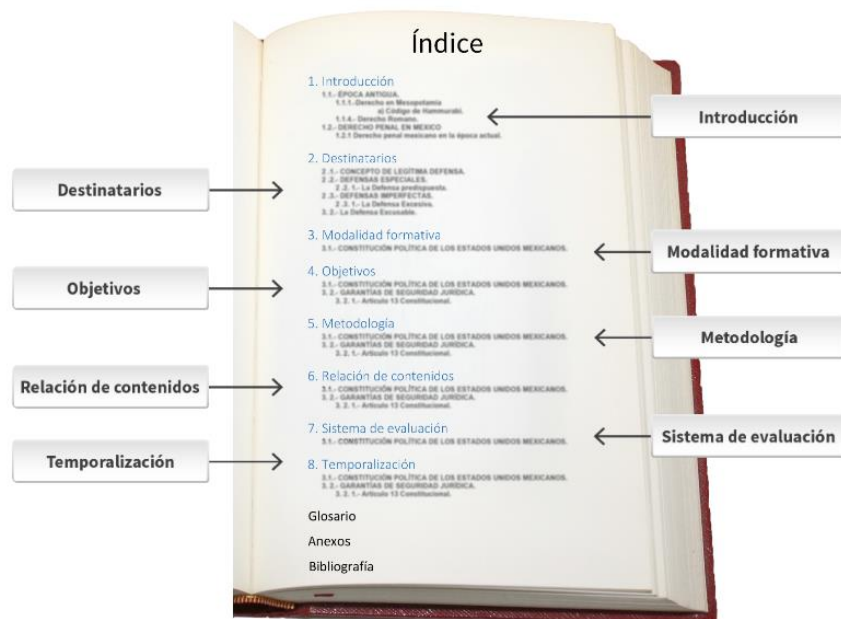 Índice
1. Introducción
1.1.- ÉPOCA ANTIGUA.
1.1.1.-Derecho en Mesopotamia
a) Código de Hammurabi.
1.1.4.- Derecho Romano.
1.2.- DERECHO PENAL EN MEXICO
1.2.1 Derecho penal mexicano en la época actual.
2. Destinatarios
2 .1.- CONCEPTO DE LEGÍTIMA DEFENSA.
2 .2.- DEFENSAS ESPECIALES.
2 .2. 1.- La Defensa predispuesta.
2 .3.- DEFENSAS IMPERFECTAS.
2 .3. 1.- La Defensa Excesiva.
3. 2.- La Defensa Excusable.
3. Modalidad formativa
3.1.- CONSTITUCIÓN POLÍTICA DE LOS ESTADOS UNIDOS MEXICANOS.
4. Objetivos
3.1.- CONSTITUCIÓN POLÍTICA DE LOS ESTADOS UNIDOS MEXICANOS.
3. 2.- GARANTÍAS DE SEGURIDAD JURÍDICA.
3. 2. 1.- Artículo 13 Constitucional.
5. Metodología
3.1.- CONSTITUCIÓN POLÍTICA DE LOS ESTADOS UNIDOS MEXICANOS.
3. 2.- GARANTÍAS DE SEGURIDAD JURÍDICA.
3. 2. 1.- Artículo 13 Constitucional.
6. Relación de contenidos
3.1.- CONSTITUCIÓN POLÍTICA DE LOS ESTADOS UNIDOS MEXICANOS.
3. 2.- GARANTÍAS DE SEGURIDAD JURÍDICA.
3. 2. 1.- Artículo 13 Constitucional.
7. Sistema de evaluación
3.1.- CONSTITUCIÓN POLÍTICA DE LOS ESTADOS UNIDOS MEXICANOS.
8. Temporalización
3.1.- CONSTITUCIÓN POLÍTICA DE LOS ESTADOS UNIDOS MEXICANOS.
3. 2.- GARANTÍAS DE SEGURIDAD JURÍDICA.
3. 2. 1.- Artículo 13 Constitucional.
Glosario
Anexos
Bibliografía
Destinatarios
Objetivos
Relación de contenidos
Temporalización
Introducción
Modalidad formativa
Metodología
Sistema de evaluación